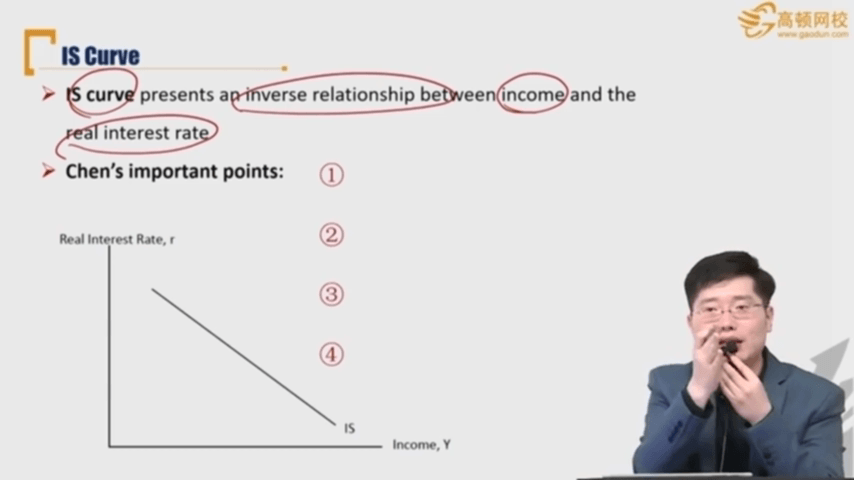 高顿网校
www.gaodun.com
IS Curve
IS curve presents an inverse relationship between income and the
real interest rate
Chen's important points:
①
②
③
④
Real Interest Rate, r
IS
Income, Y